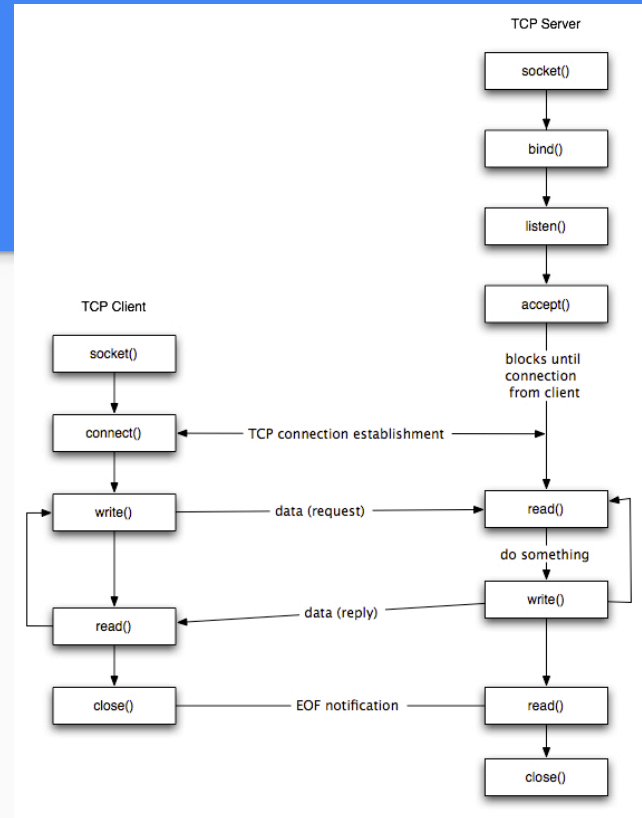 TCP Server
socket()
bind()
listen()
TCP Client
accept()
socket()
blocks until
connection
from client
connect()
TCP connection establishment
write()
data (request)
read()
do something
write()
data (reply)
read()
close()
EOF notification
read()
close()